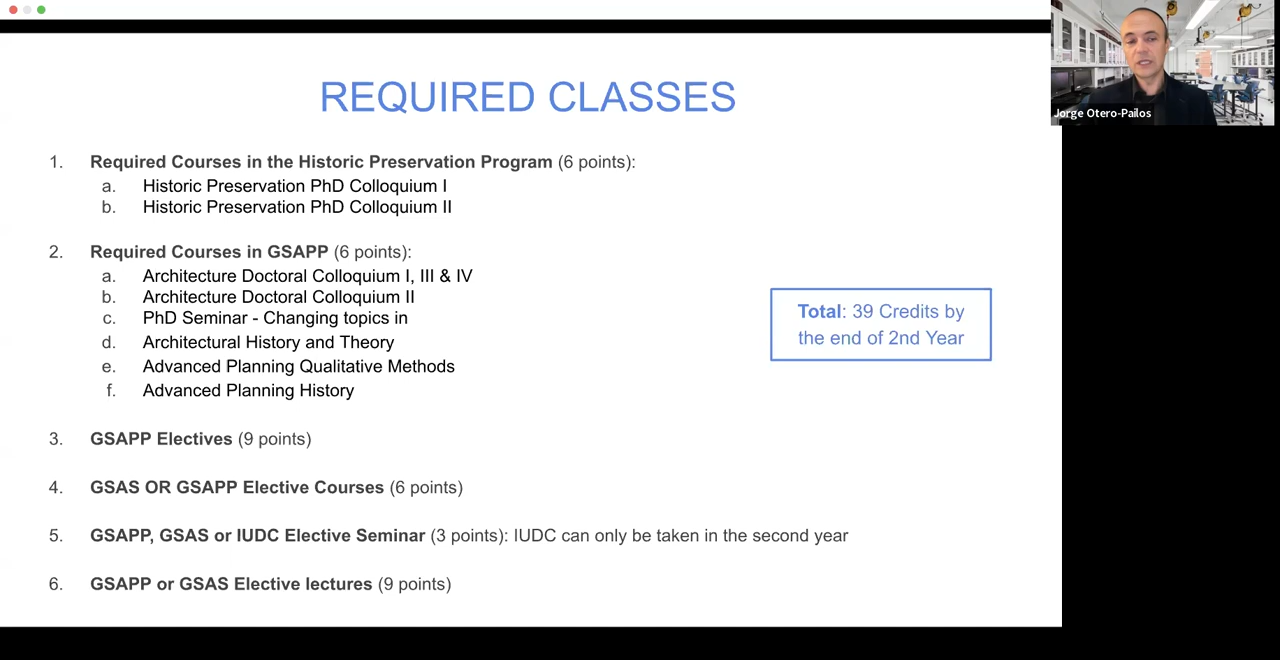 REQUIRED CLASSES
1. Required Courses in the Historic Preservation Program (6 points):
a. Historic Preservation PhD Colloquium I
b. Historic Preservation PhD Colloquium II
2. Required Courses in GSAPP (6 points):
a. Architecture Doctoral Colloquium I, III & IV
b. Architecture Doctoral Colloquium II
c. PhD Seminar - Changing topics in
d. Architectural History and Theory
e. Advanced Planning Qualitative Methods
f. Advanced Planning History
3. GSAPP Electives (9 points)
4. GSAS OR GSAPP Elective Courses (6 points)
5. GSAPP, GSAS or IUDC Elective Seminar (3 points): IUDC can only be taken in the second year
6. GSAPP or GSAS Elective lectures (9 points)
Total: 39 Credits by
the end of 2nd Year
Jorge Otero-Pailos